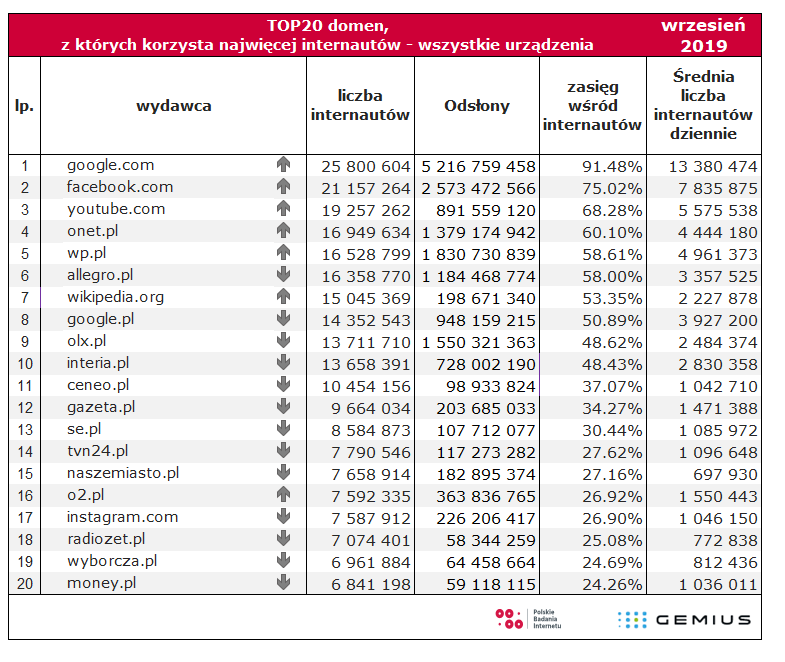 TOP20 domen,
z których korzysta najwięcej internautów - wszystkie urządzenia
wrzesień
2019
lp.
wydawca
liczba
internautów
Odsłony
zasięg
wśród
internautów
Średnia
liczba
internautów
dziennie
1 google.com 25 800 604 5 216 759 458 91.48% 13 380 474
2 facebook.com 21 157 264 2 573 472 566 75.02% 7 835 875
3 youtube.com 19 257 262 891 559 120 68.28% 5 575 538
4 onet.pl 16 949 634 1 379 174 942 60.10% 4 444 180
5 wp.pl 16 528 799 1 830 730 839 58.61% 4 961 373
6 allegro.pl 16 358 770 1 184 468 774 58.00% 3 357 525
7 wikipedia.org 15 045 369 198 671 340 53.35% 2 227 878
8 google.pl 14 352 543 948 159 215 50.89% 3 927 200
9 olx.pl 13 711 710 1 550 321 363 48.62% 2 484 374
10 interia.pl 13 658 391 728 002 190 48.43% 2 830 358
11 ceneo.pl 10 454 156 98 933 824 37.07% 1 042 710
12 gazeta.pl 9 664 034 203 685 033 34.27% 1 471 388
13 se.pl 8 584 873 107 712 077 30.44% 1 085 972
14 tvn24.pl 7 790 546 117 273 282 27.62% 1 096 648
15 naszemiasto.pl 7 658 914 182 895 374 27.16% 697 930
16 o2.pl 7 592 335 363 836 765 26.92% 1 550 443
17 instagram.com 7 587 912 226 206 417 26.90% 1 046 150
18 radiozet.pl 7 074 401 58 344 259 25.08% 772 838
19 wyborcza.pl 6 961 884 64 458 664 24.69% 812 436
20 money.pl 6 841 198 59 118 115 24.26% 1 036 011
Polskie
Badania
Internetu
GEMIUS